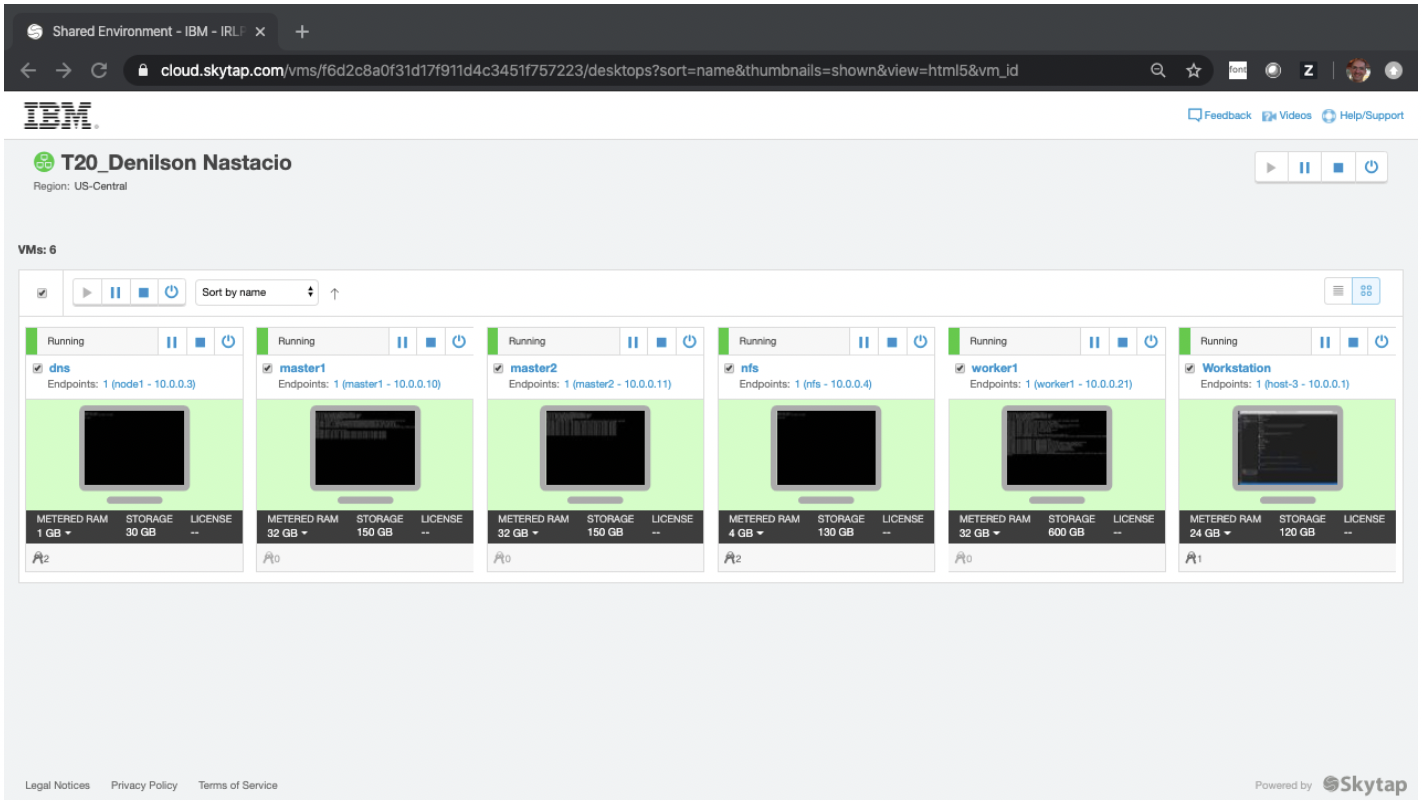 Shared Environment - IBM - IRLP
cloud.skytap.com/vms/f6d2c8a0f31d17f911d4c3451f757223/desktops?sort=name&thumbnails=shown&view=html5&vm_id
font
Z
IBM
Feedback Videos Help/Support
T20_Denilson Nastacio
Region: US-Central
VMs: 6
Sort by name
Running Running Running Running Running Running
dns master1 master2 nfs worker1 Workstation
Endpoints: 1 (node1 - 10.0.0.3) Endpoints: 1 (master1 - 10.0.0.10) Endpoints: 1 (master2 - 10.0.0.11) Endpoints: 1 (nfs - 10.0.0.4) Endpoints: 1 (worker1 - 10.0.0.21) Endpoints: 1 (host-3 - 10.0.0.1)
METERED RAM STORAGE LICENSE METERED RAM STORAGE LICENSE METERED RAM STORAGE LICENSE METERED RAM STORAGE LICENSE METERED RAM STORAGE LICENSE METERED RAM STORAGE LICENSE
1 GB 30 GB -- 32 GB 150 GB -- 32 GB 150 GB -- 4 GB 130 GB -- 32 GB 600 GB -- 24 GB 120 GB --
2 0 0 2 0 1
Legal Notices Privacy Policy Terms of Service Powered by Skytap